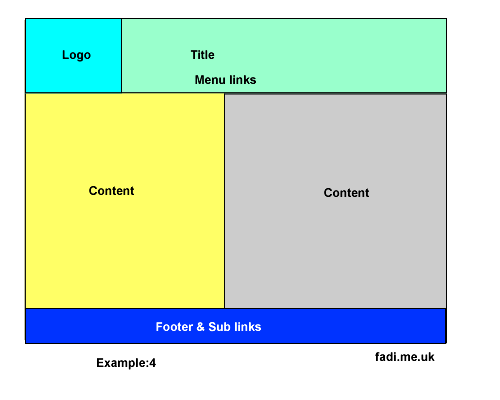 Logo
Title
Menu links
Content
Content
Footer & Sub links
Example:4
fadi.me.uk